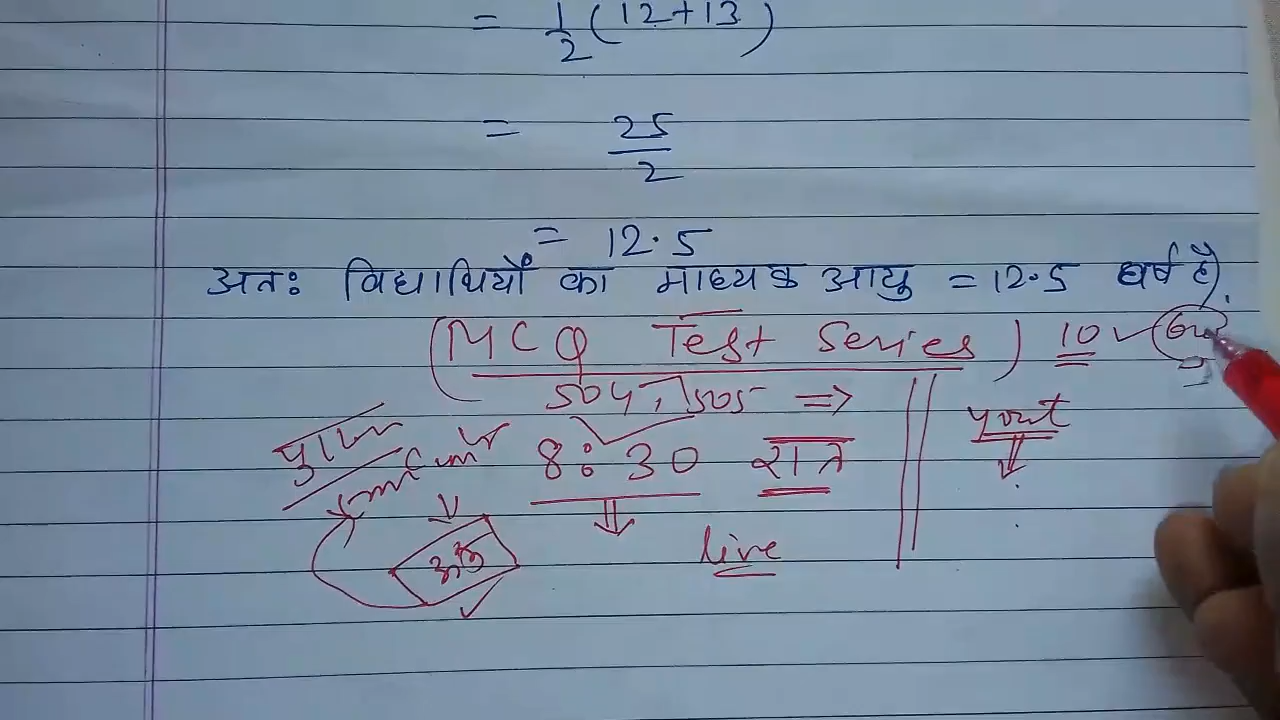 = 1/2 (12+13)
= 25/2
= 12.5
अतः विद्यार्थियों का माध्यक आयु = 12.5 वर्ष है।
(MCQ Test Series) 10
504, 505 ⇒
yout
8:30 रात
live